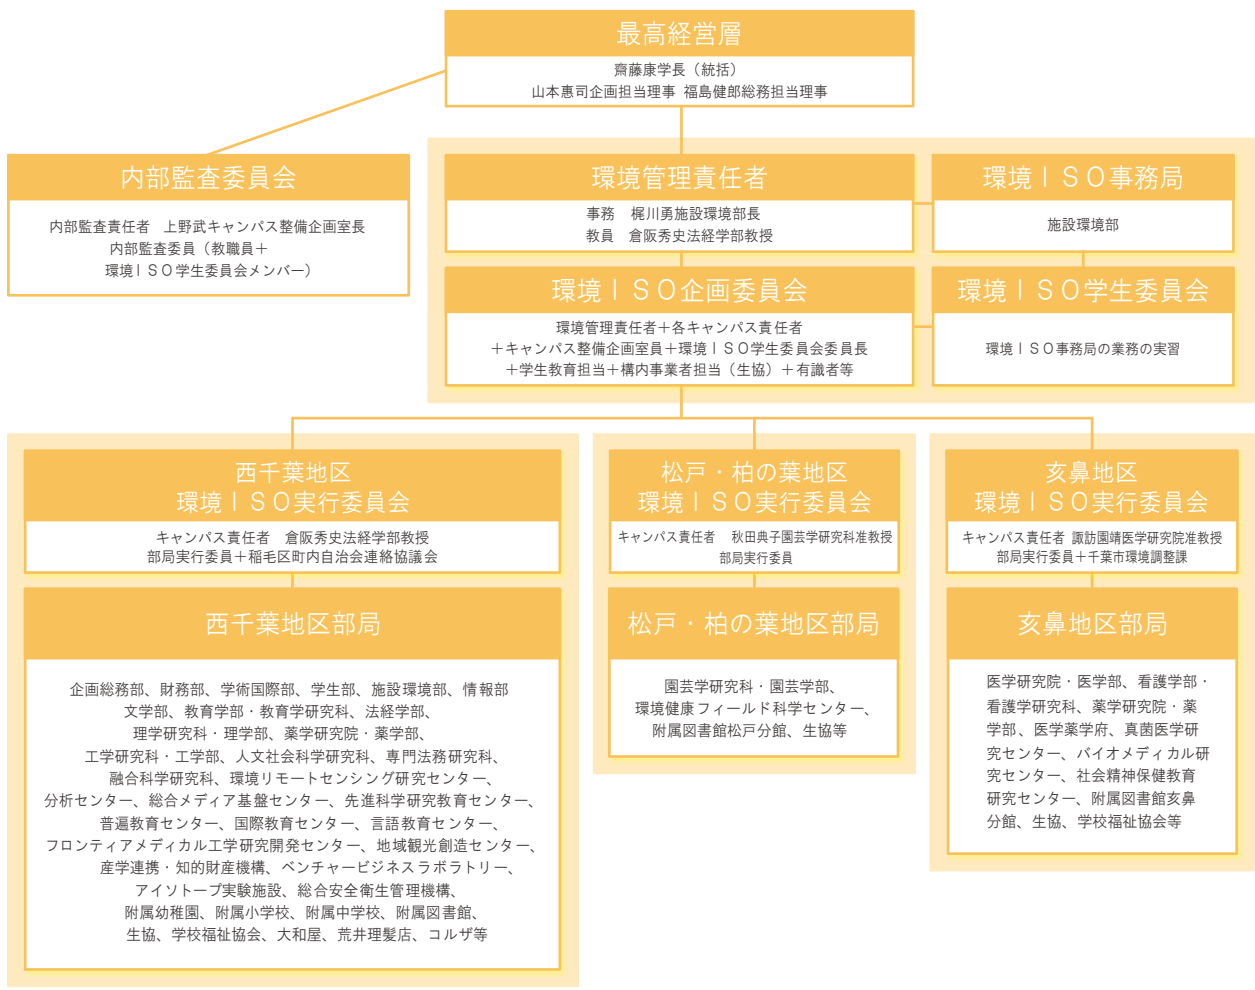 最高経営層
齋藤康学長（統括）
山本惠司企画担当理事 福島健郎総務担当理事
内部監査委員会
内部監査責任者　上野武キャンパス整備企画室長
内部監査委員（教職員＋
環境ＩＳＯ学生委員会メンバー）
環境管理責任者
事務　梶川勇施設環境部長
教員　倉阪秀史法経学部教授
環境ＩＳＯ事務局
施設環境部
環境ＩＳＯ企画委員会
環境管理責任者＋各キャンパス責任者
＋キャンパス整備企画室員＋環境ＩＳＯ学生委員会委員長
＋学生教育担当＋構内事業者担当（生協）＋有識者等
環境ＩＳＯ学生委員会
環境ＩＳＯ事務局の業務の実習
西千葉地区
環境ＩＳＯ実行委員会
キャンパス責任者　倉阪秀史法経学部教授
部局実行委員＋稲毛区町内自治会連絡協議会
西千葉地区部局
企画総務部、財務部、学術国際部、学生部、施設環境部、情報部
文学部、教育学部・教育学研究科、法経学部、
理学研究科・理学部、薬学研究院・薬学部、
工学研究科・工学部、人文社会科学研究科、専門法務研究科、
融合科学研究科、環境リモートセンシング研究センター、
分析センター、総合メディア基盤センター、先進科学研究教育センター、
普遍教育センター、国際教育センター、言語教育センター、
フロンティアメディカル工学研究開発センター、地域観光創造センター、
産学連携・知的財産機構、ベンチャービジネスラボラトリー、
アイソトープ実験施設、総合安全衛生管理機構、
附属幼稚園、附属小学校、附属中学校、附属図書館、
生協、学校福祉協会、大和屋、荒井理髪店、コルザ等
松戸・柏の葉地区
環境ＩＳＯ実行委員会
キャンパス責任者　秋田典子園芸学研究科准教授
部局実行委員
松戸・柏の葉地区部局
園芸学研究科・園芸学部、
環境健康フィールド科学センター、
附属図書館松戸分館、生協等
亥鼻地区
環境ＩＳＯ実行委員会
キャンパス責任者 諏訪園靖医学研究院准教授
部局実行委員＋千葉市環境調整課
亥鼻地区部局
医学研究院・医学部、看護学部・
看護学研究科、薬学研究院・薬
学部、医学薬学府、真菌医学研
究センター、バイオメディカル研
究センター、社会精神保健教育
研究センター、附属図書館亥鼻
分館、生協、学校福祉協会等